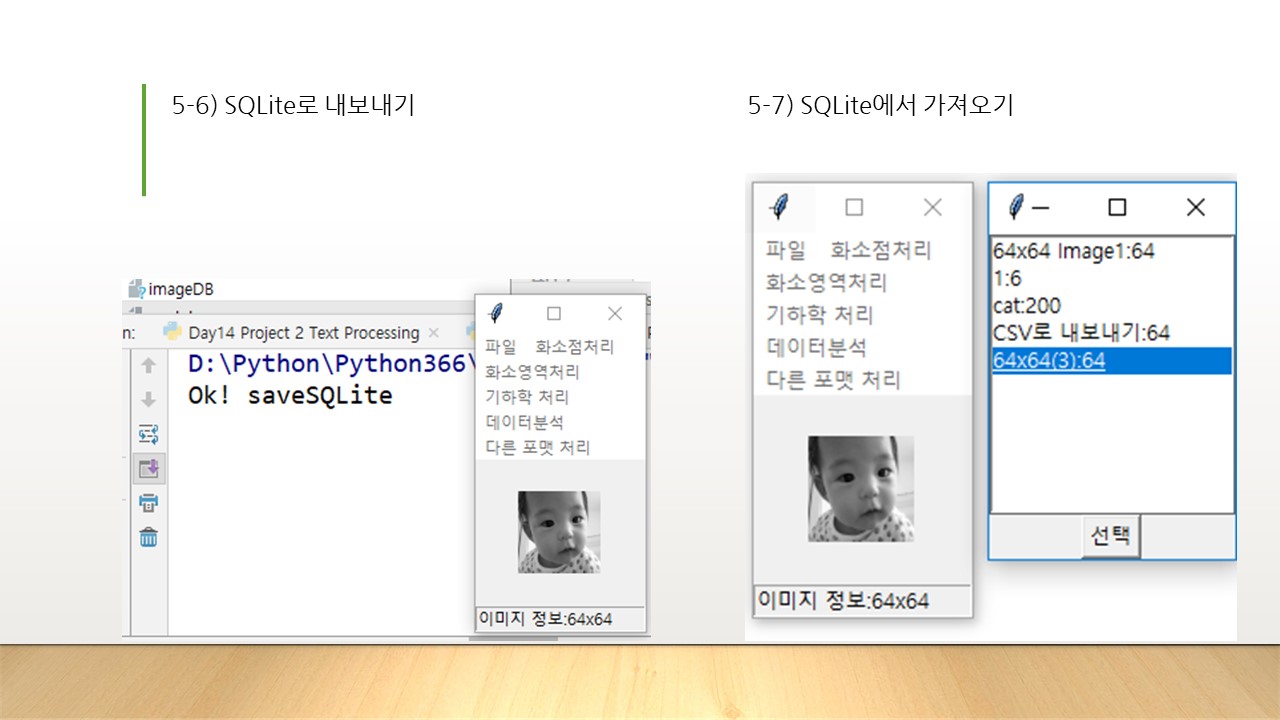 5-6) SQLite로 내보내기
imageDB
n:
Day14 Project 2 Text Processing
D:\Python\Python366\
Ok! saveSQLite
파일 화소점처리
화소영역처리
기하학 처리
데이터분석
다른 포맷 처리
이미지 정보:64x64
5-7) SQLite에서 가져오기
파일 화소점처리
화소영역처리
기하학 처리
데이터분석
다른 포맷 처리
이미지 정보:64x64
64x64 Image1:64
1:6
cat:200
CSV로 내보내기:64
64x64(3):64
선택